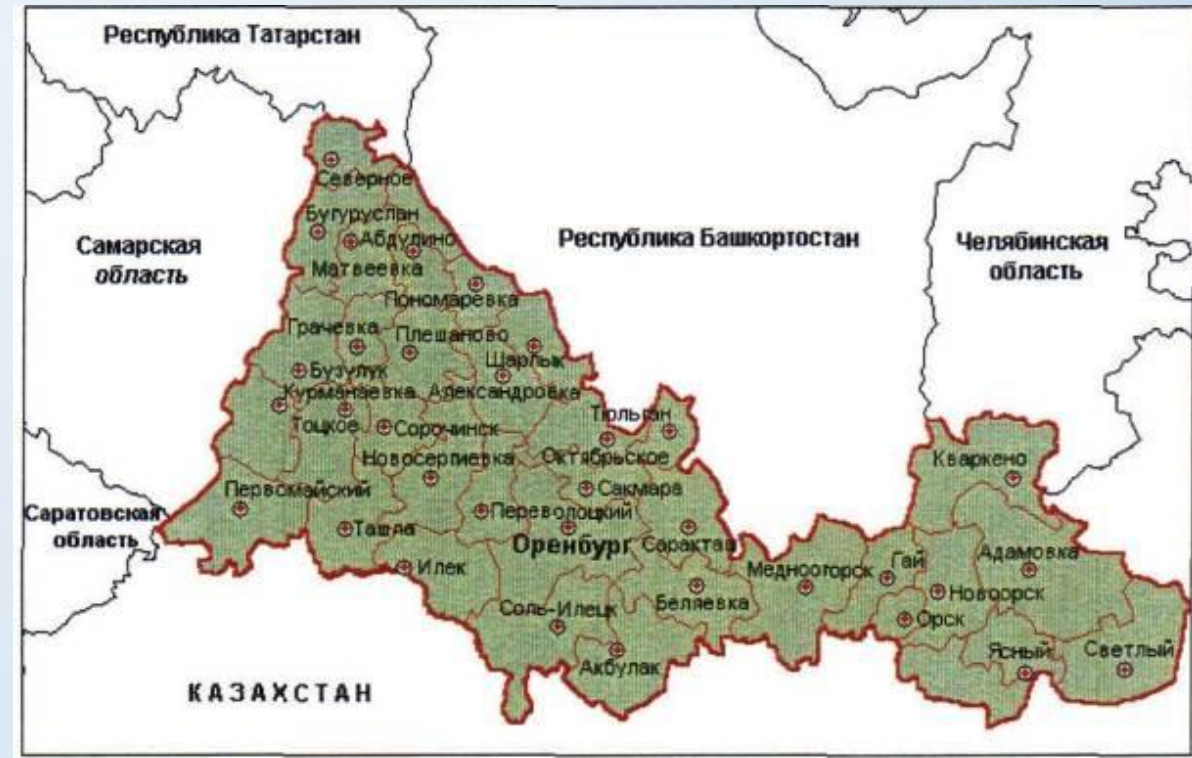 Республика Татарстан
Северное
Бугуруслан
Абдулино
Самарская
область
Республика Башкортостан
Челябинская
область
Матвеевка
Пономаревка
Грачевка
Плешаново
Шарлык
Бузулук
Курманаевка
Александровка
Тоцкое
Сорочинск
Тюльган
Новосергиевка
Октябрьское
Кваркено
Первомайский
Сакмара
Саратовская
область
Переволоцкий
Ташла
Оренбург
Саракташ
Адамовка
Илек
Медногорск
Гай
Новоорск
Соль-Илецк
Беляевка
Орск
Акбулак
Ясный
Светлый
КАЗАХСТАН